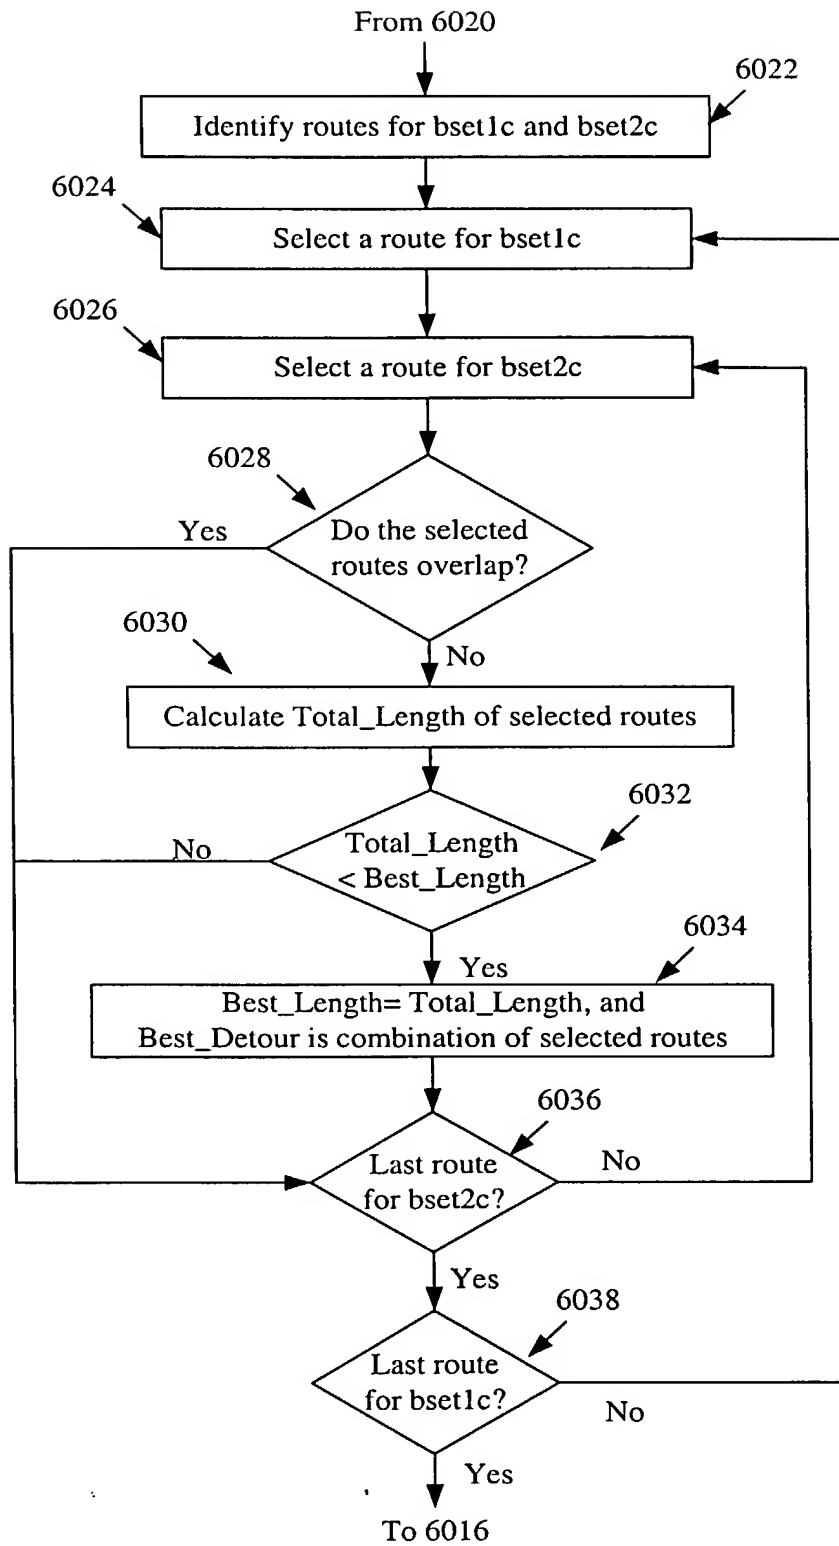 From 6020
6022
Identify routes for bset1c and bset2c
6024
Select a route for bset1c
6026
Select a route for bset2c
6028
Yes
Do the selected
routes overlap?
6030
No
Calculate Total_Length of selected routes
6032
No
Total_Length
< Best_Length
6034
Yes
Best_Length= Total_Length, and
Best_Detour is combination of selected routes
6036
Last route
for bset2c?
No
Yes
6038
Last route
for bset1c?
No
Yes
To 6016